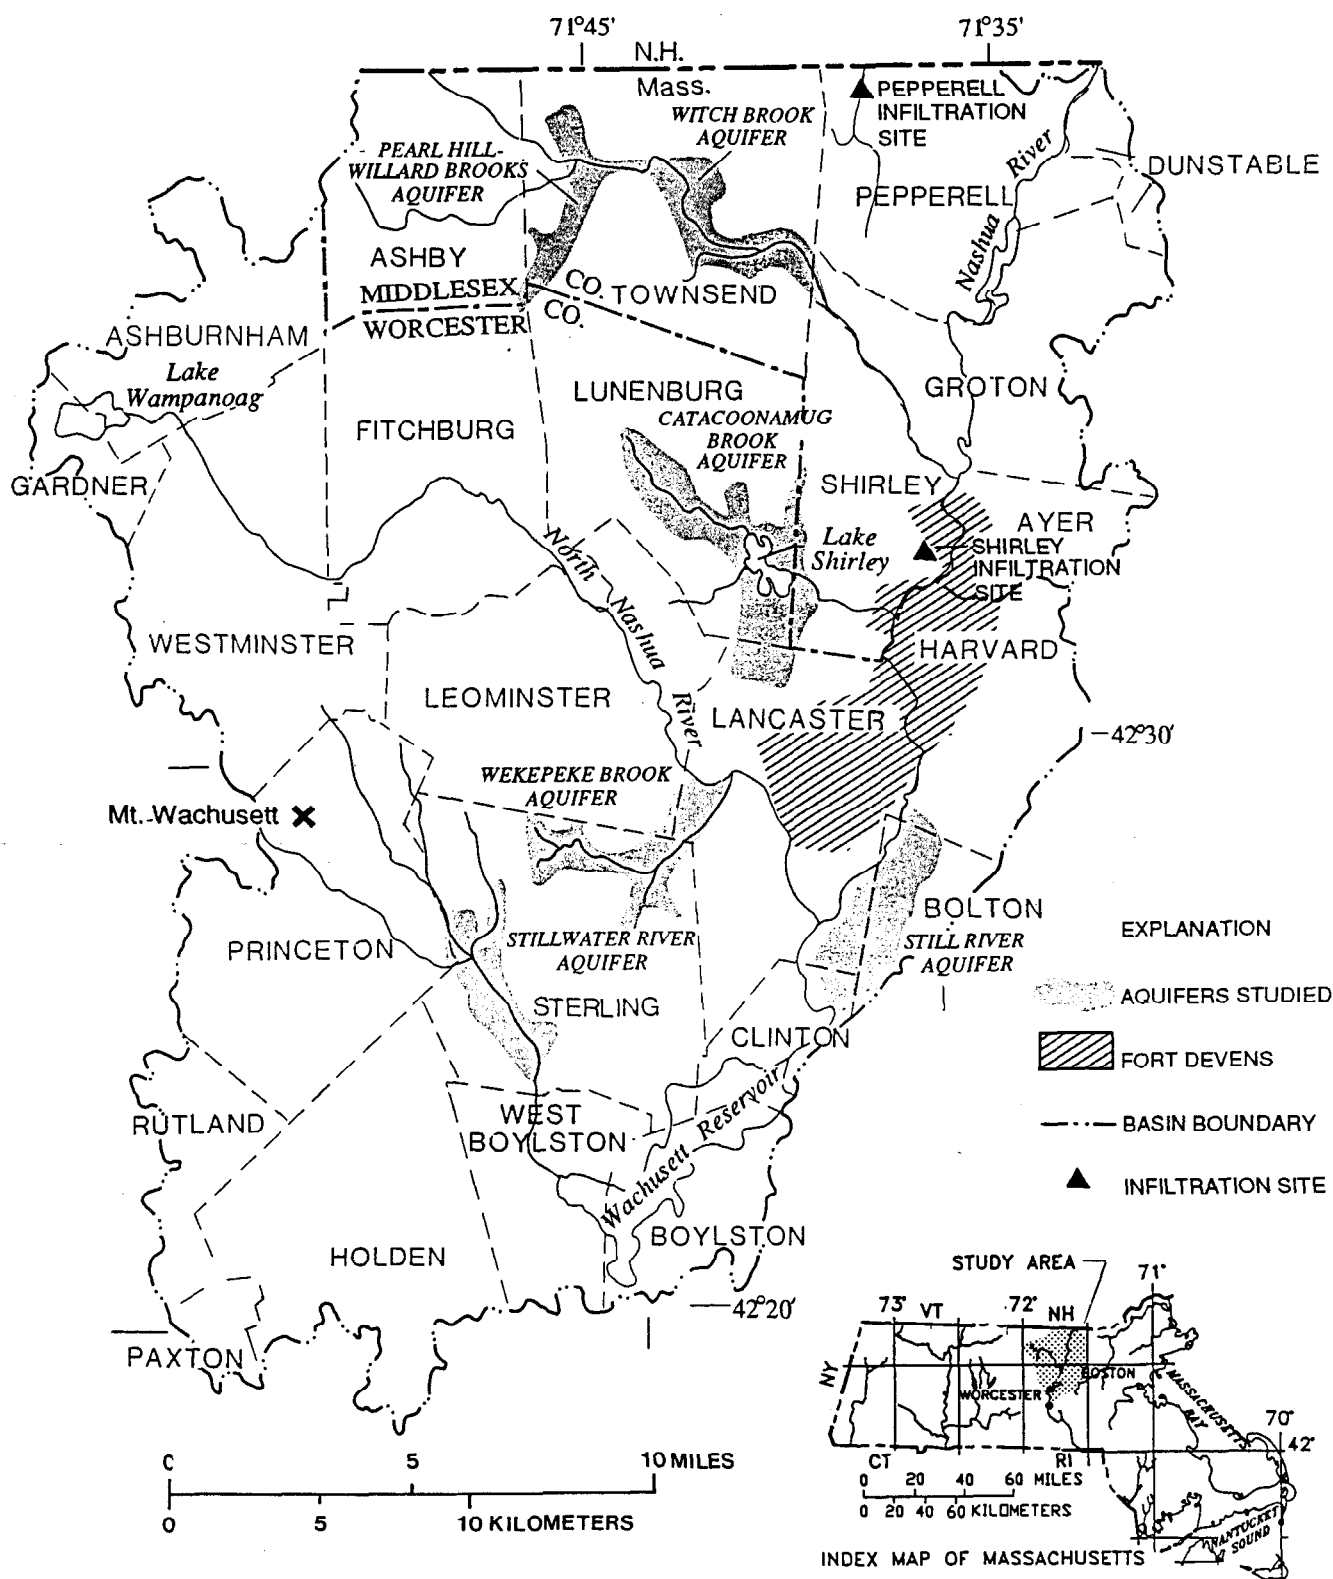 71°45'
71°35'
N.H.
Mass.
PEPPERELL
INFILTRATION
SITE
WITCH BROOK
AQUIFER
PEARL HILL-
WILLARD BROOKS
AQUIFER
DUNSTABLE
PEPPERELL
Nashua River
ASHBY
MIDDLESEX CO.
WORCESTER CO.
TOWNSEND
ASHBURNHAM
Lake
Wampanoag
LUNENBURG
GROTON
CATACOONAMUG
BROOK
AQUIFER
FITCHBURG
GARDNER
SHIRLEY
AYER
Lake
Shirley
SHIRLEY
INFILTRATION
SITE
North Nashua River
WESTMINSTER
HARVARD
LEOMINSTER
LANCASTER
42°30'
WEKEPEKE BROOK
AQUIFER
Mt. Wachusett
BOLTON
PRINCETON
STILLWATER RIVER
AQUIFER
STILL RIVER
AQUIFER
STERLING
CLINTON
Wachusett Reservoir
RUTLAND
WEST
BOYLSTON
BOYLSTON
HOLDEN
42°20'
PAXTON
EXPLANATION
AQUIFERS STUDIED
FORT DEVENS
BASIN BOUNDARY
INFILTRATION SITE
0 5 10 MILES
0 5 10 KILOMETERS
STUDY AREA
71°
73° VT 72° NH
NY
BOSTON
WORCESTER
MASSACHUSETTS
BAY
70°
42°
CT RI
0 20 40 60 MILES
0 20 40 60 KILOMETERS
NANTUCKET
SOUND
INDEX MAP OF MASSACHUSETTS